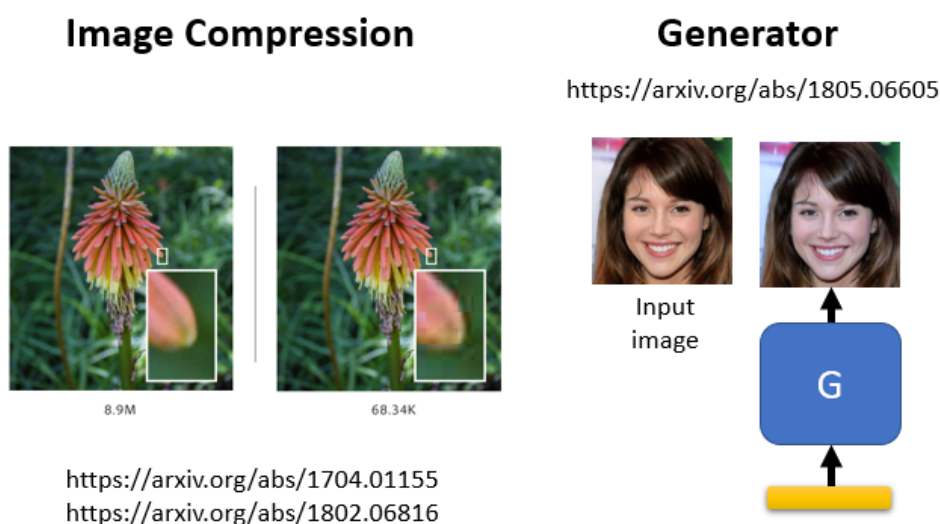 Image Compression
8.9M
68.34K
https://arxiv.org/abs/1704.01155
https://arxiv.org/abs/1802.06816
Generator
https://arxiv.org/abs/1805.06605
Input
image
G